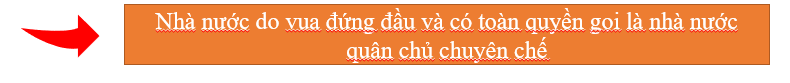 Nhà nước do vua đứng đầu và có toàn quyền gọi là nhà nước
quân chủ chuyên chế